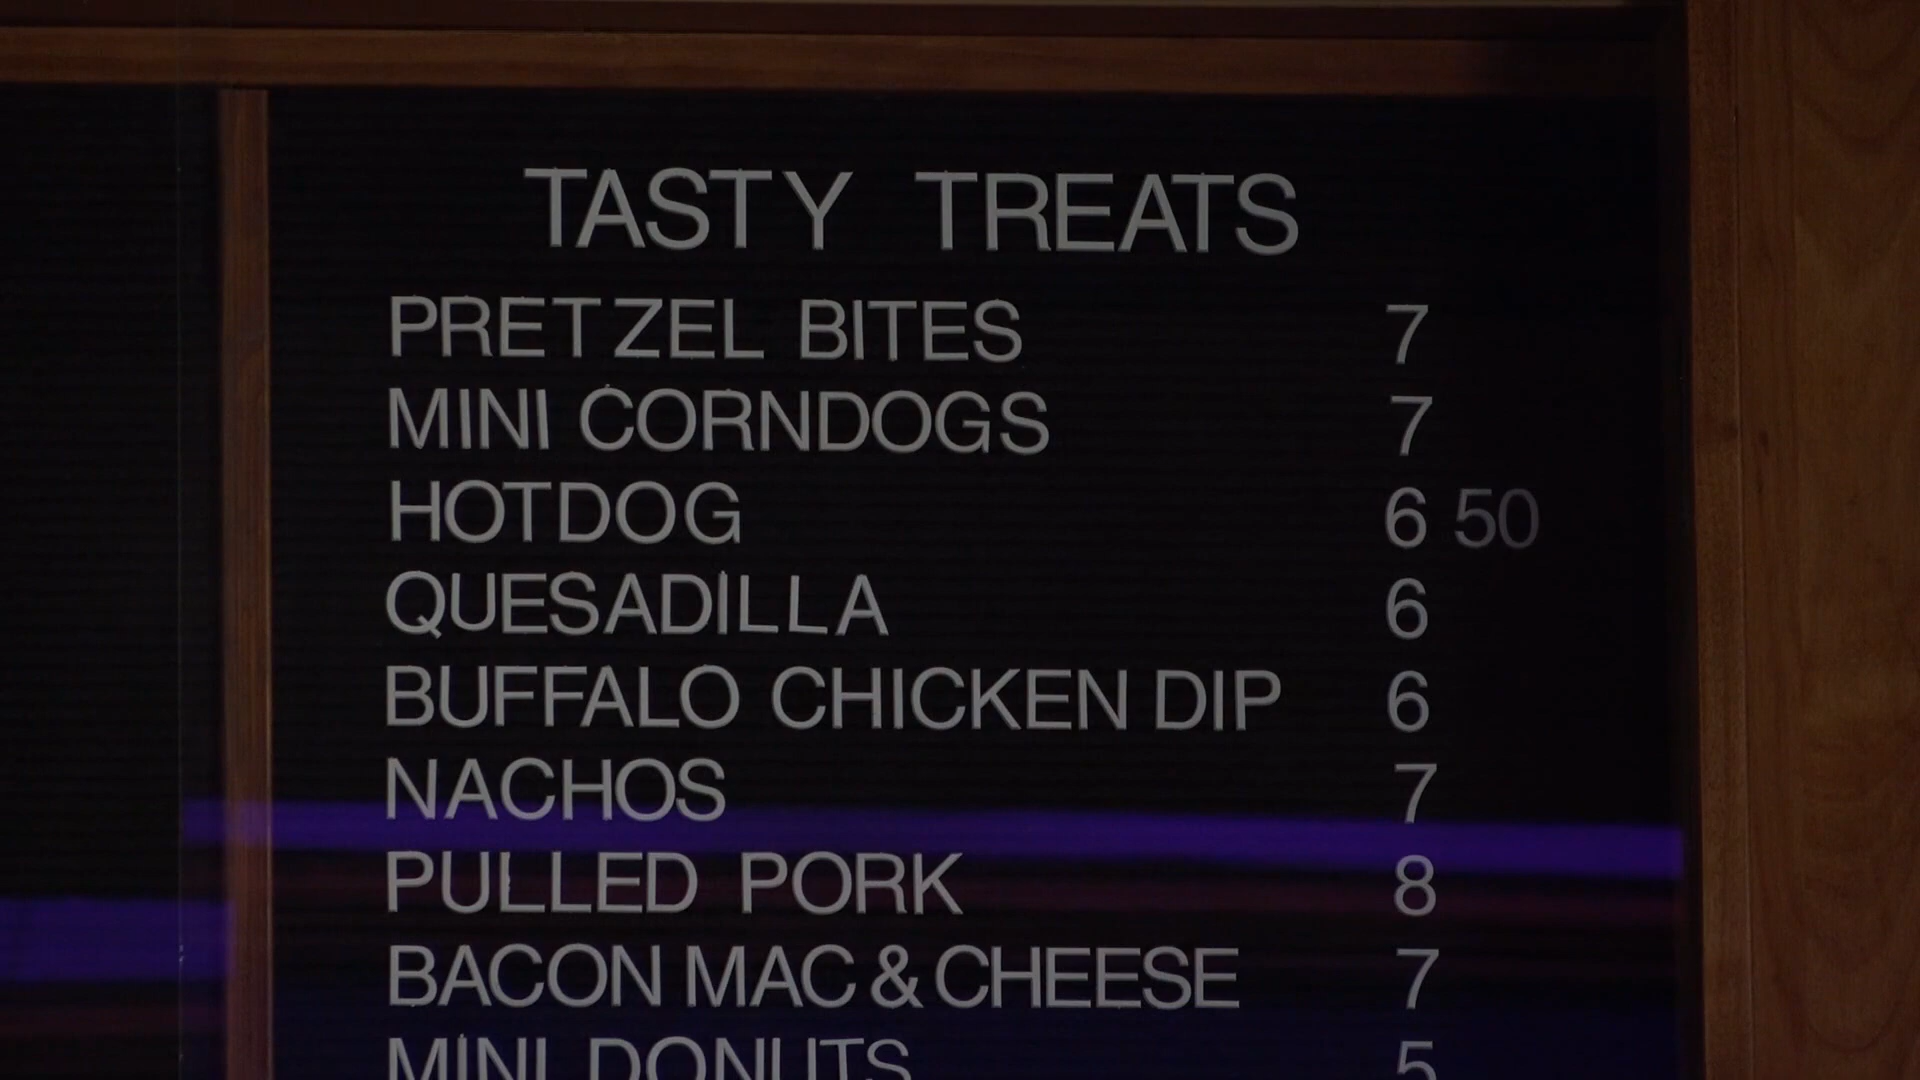 TASTY TREATS
PRETZEL BITES 7
MINI CORNDOGS 7
HOTDOG 6 50
QUESADILLA 6
BUFFALO CHICKEN DIP 6
NACHOS 7
PULLED PORK 8
BACON MAC & CHEESE 7
MINI DONUTS 5